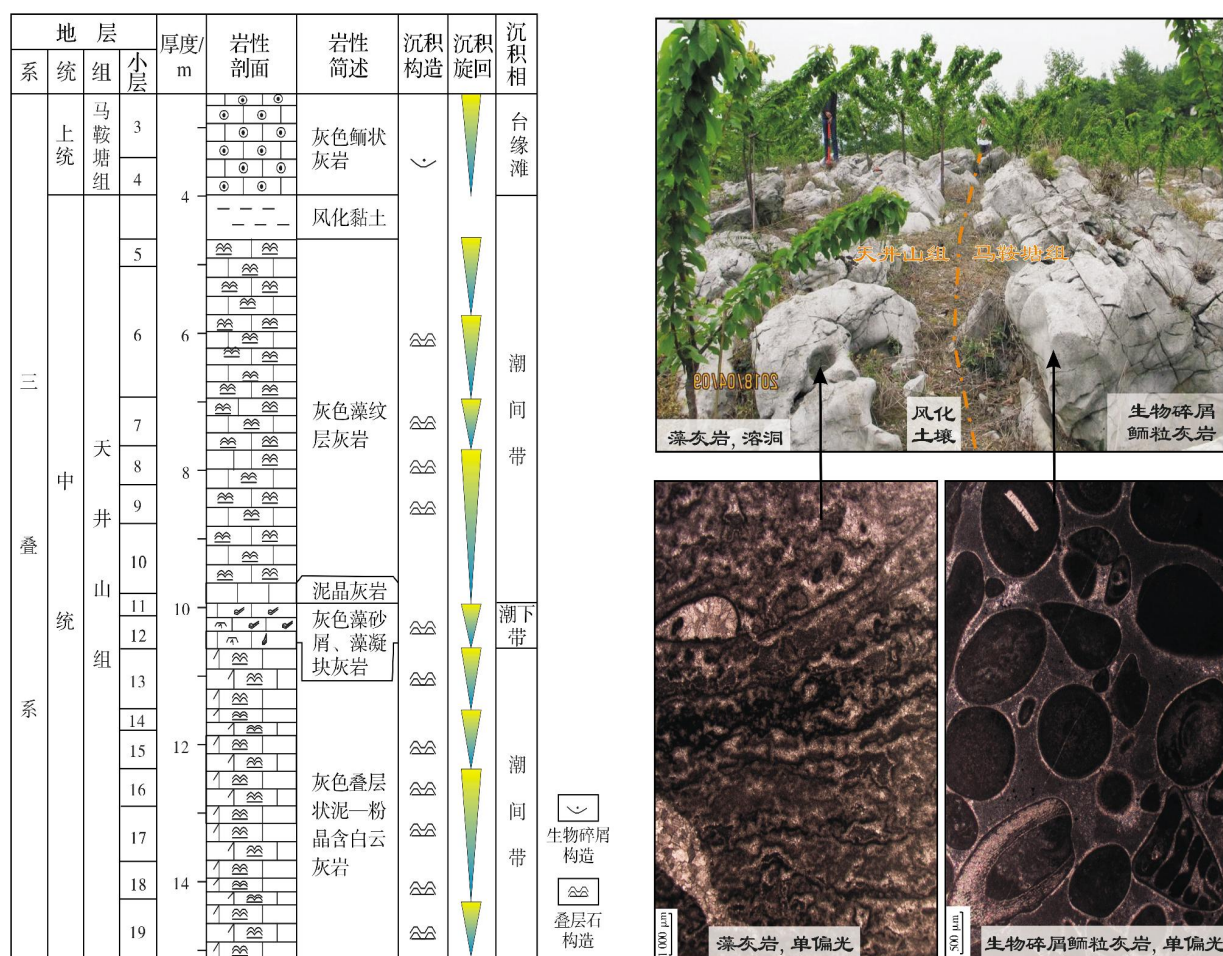 地 层
系
统
组
小层
厚度/
m
岩性
剖面
岩性
简述
沉积
构造
沉积
旋回
沉积相
三叠系
上统
中统
马鞍塘组
天井山组
3
4
5
6
7
8
9
10
11
12
13
14
15
16
17
18
19
4
6
8
10
12
14
灰色鲕状
灰岩
风化黏土
灰色藻纹
层灰岩
泥晶灰岩
灰色藻砂
屑、藻凝
块灰岩
灰色叠层
状泥—粉
晶含白云
灰岩
台缘滩
潮间带
潮下
带
潮间带
生物碎屑
构造
叠层石
构造
天井山组
马鞍塘组
2018/04/09
藻灰岩, 溶洞
风化
土壤
生物碎屑
鲕粒灰岩
1 000 μm
藻灰岩, 单偏光
500 μm
生物碎屑鲕粒灰岩, 单偏光